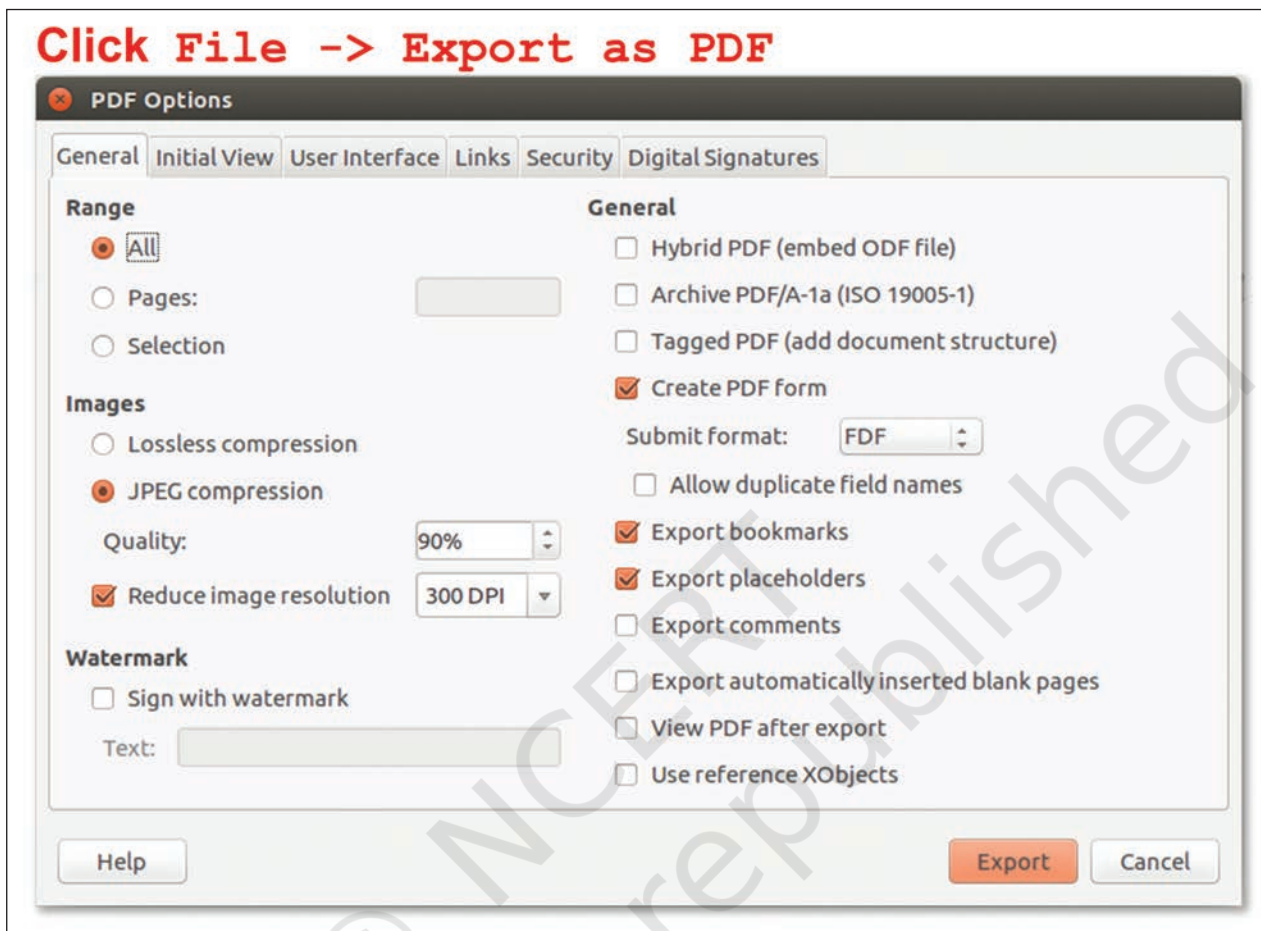 Click File -> Export as PDF
PDF Options
General Initial View User Interface Links Security Digital Signatures
Range
All
Pages:
Selection
Images
Lossless compression
JPEG compression
Quality: 90%
Reduce image resolution 300 DPI
Watermark
Sign with watermark
Text:
General
Hybrid PDF (embed ODF file)
Archive PDF/A-1a (ISO 19005-1)
Tagged PDF (add document structure)
Create PDF form
Submit format: FDF
Allow duplicate field names
Export bookmarks
Export placeholders
Export comments
Export automatically inserted blank pages
View PDF after export
Use reference XObjects
Help Export Cancel
© NCERT
republished